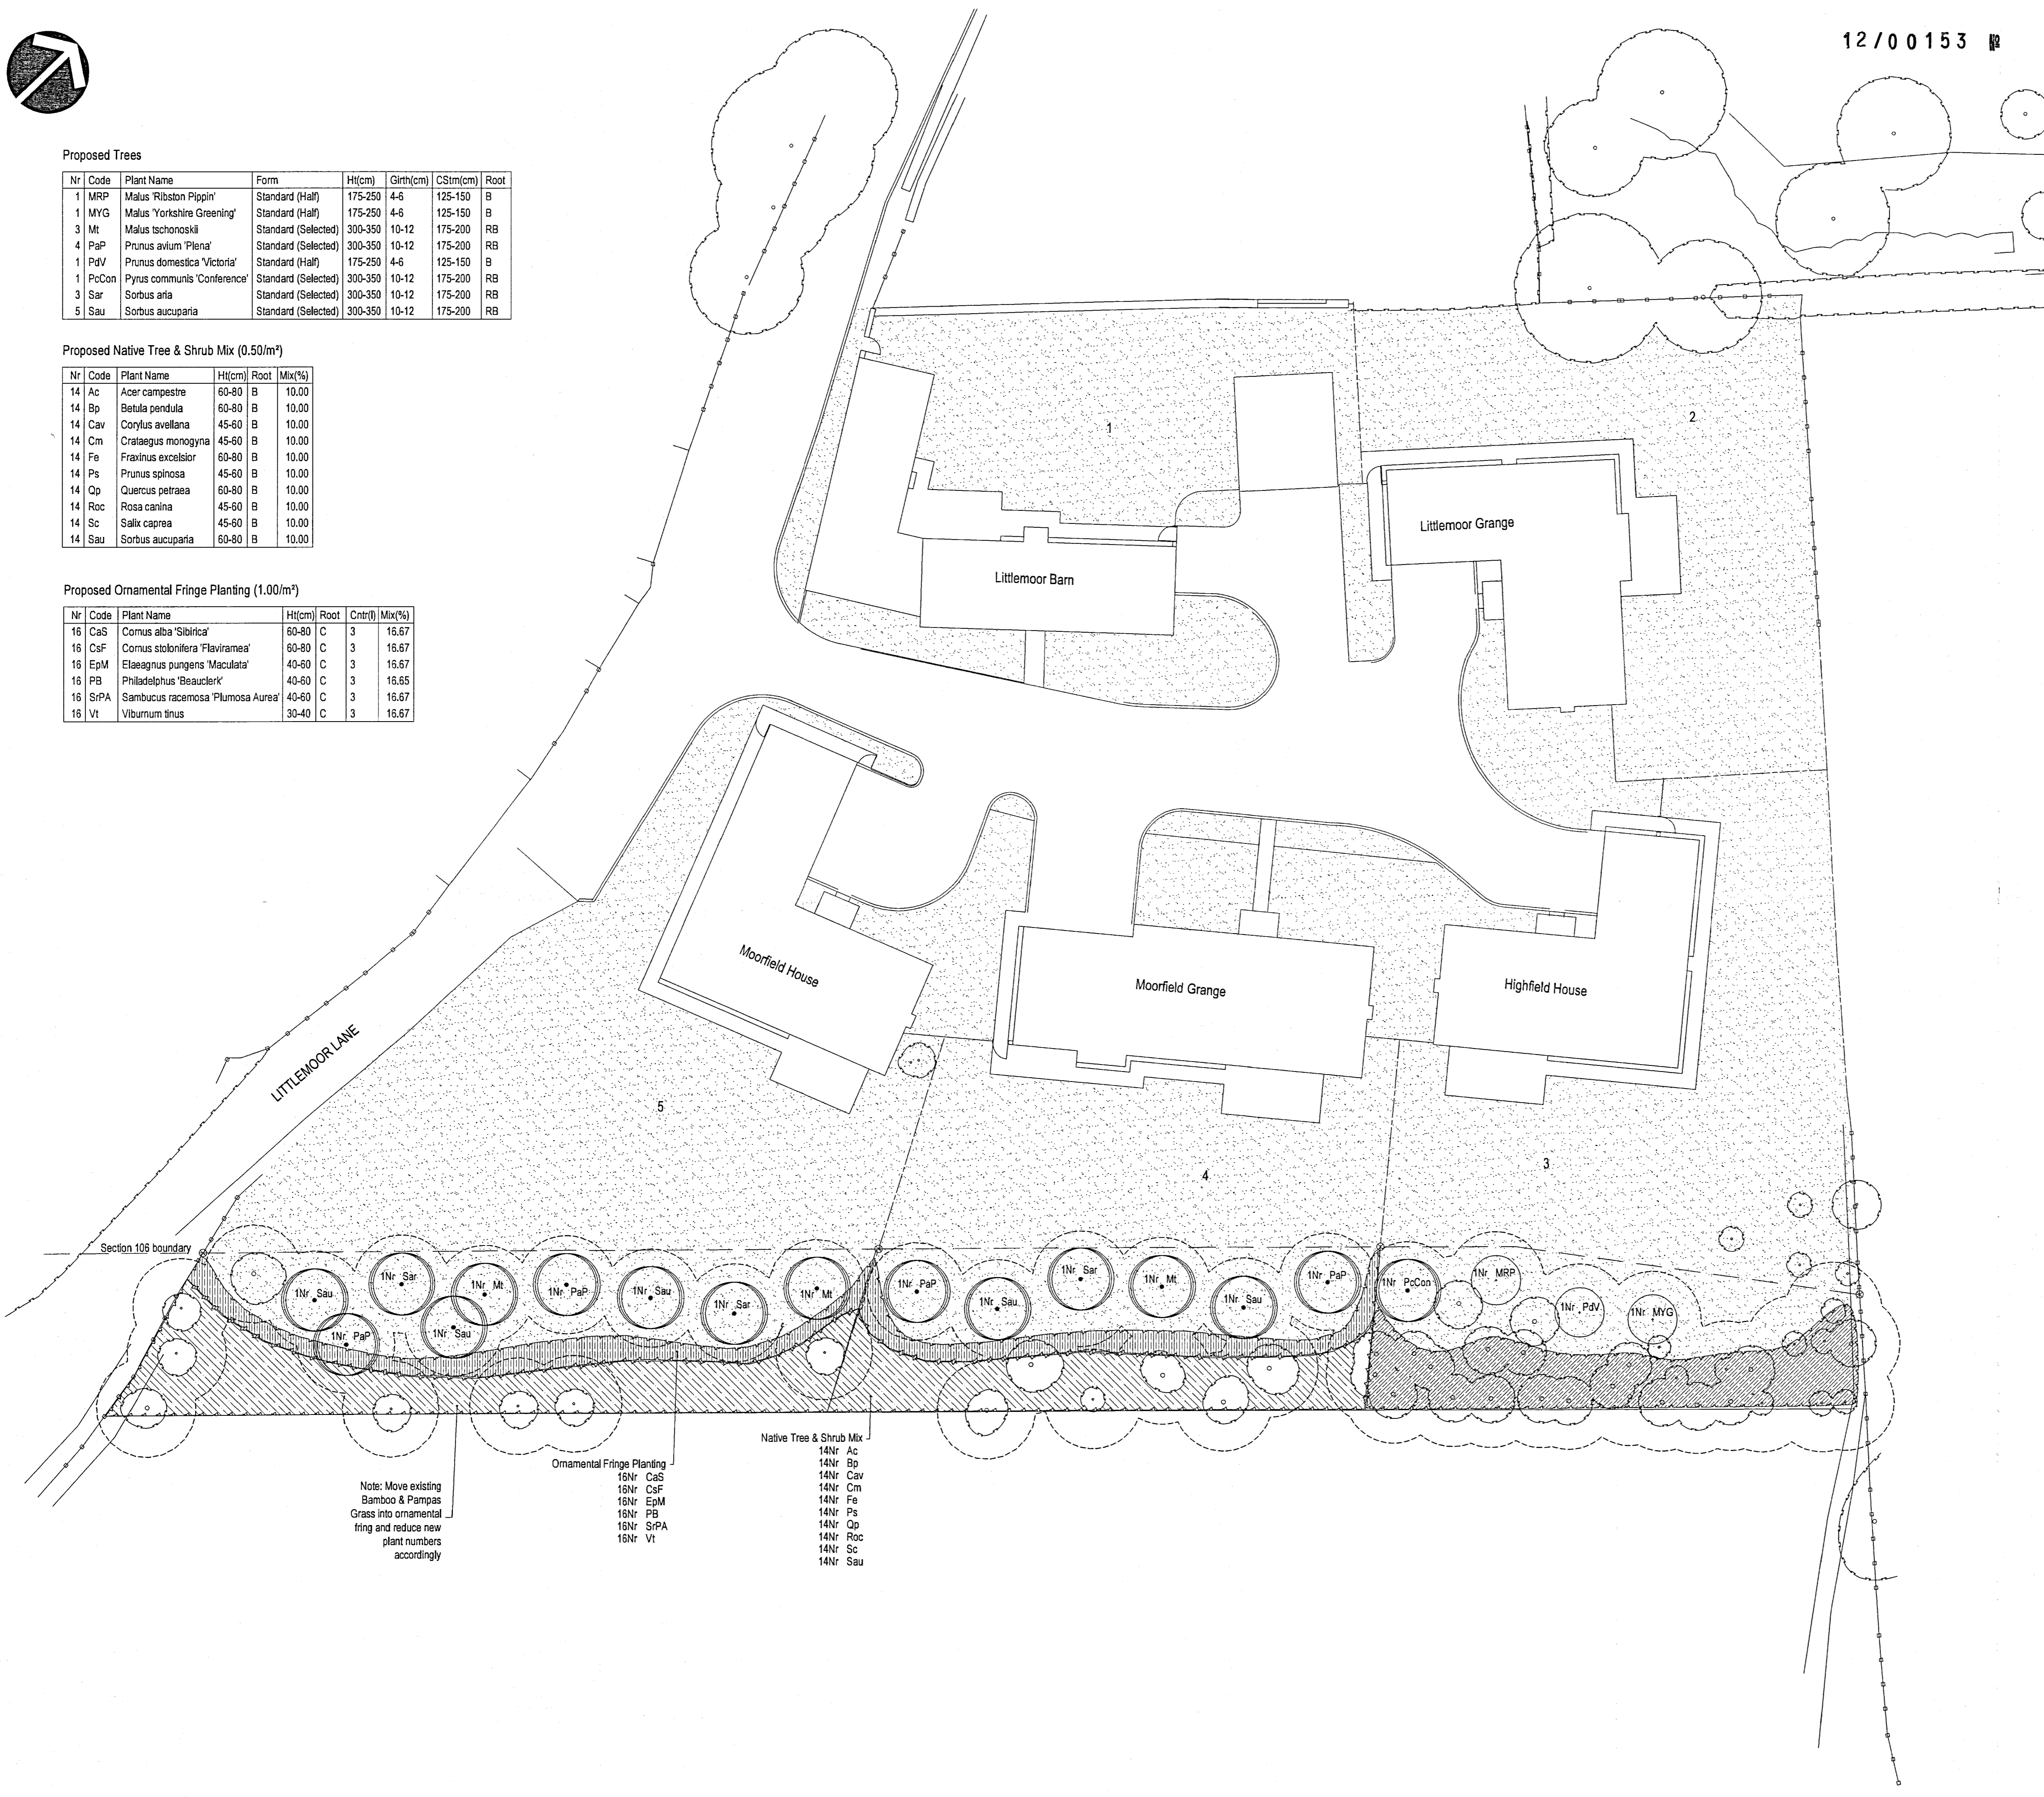 12/00153
Proposed Trees
Nr Code Plant Name Form Ht(cm) Girth(cm) CStm(cm) Root
1 MRP Malus 'Ribston Pippin' Standard (Half) 175-250 4-6 125-150 B
1 MYG Malus 'Yorkshire Greening' Standard (Half) 175-250 4-6 125-150 B
3 Mt Malus tschonoskii Standard (Selected) 300-350 10-12 175-200 RB
4 PaP Prunus avium 'Plena' Standard (Selected) 300-350 10-12 175-200 RB
1 PdV Prunus domestica 'Victoria' Standard (Half) 175-250 4-6 125-150 B
1 PcCon Pyrus communis 'Conference' Standard (Selected) 300-350 10-12 175-200 RB
3 Sar Sorbus aria Standard (Selected) 300-350 10-12 175-200 RB
5 Sau Sorbus aucuparia Standard (Selected) 300-350 10-12 175-200 RB
Proposed Native Tree & Shrub Mix (0.50/m²)
Nr Code Plant Name Ht(cm) Root Mix(%)
14 Ac Acer campestre 60-80 B 10.00
14 Bp Betula pendula 60-80 B 10.00
14 Cav Corylus avellana 45-60 B 10.00
14 Cm Crataegus monogyna 45-60 B 10.00
14 Fe Fraxinus excelsior 60-80 B 10.00
14 Ps Prunus spinosa 45-60 B 10.00
14 Qp Quercus petraea 60-80 B 10.00
14 Roc Rosa canina 45-60 B 10.00
14 Sc Salix caprea 45-60 B 10.00
14 Sau Sorbus aucuparia 60-80 B 10.00
Proposed Ornamental Fringe Planting (1.00/m²)
Nr Code Plant Name Ht(cm) Root Cntr(l) Mix(%)
16 CaS Cornus alba 'Sibirica' 60-80 C 3 16.67
16 CsF Cornus stolonifera 'Flaviramea' 60-80 C 3 16.67
16 EpM Elaeagnus pungens 'Maculata' 40-60 C 3 16.67
16 PB Philadelphus 'Beauclerk' 40-60 C 3 16.65
16 SrPA Sambucus racemosa 'Plumosa Aurea' 40-60 C 3 16.67
16 Vt Viburnum tinus 30-40 C 3 16.67
1
2
Littlemoor Grange
Littlemoor Barn
Moorfield House
Moorfield Grange
Highfield House
LITTLEMOOR LANE
5
4
3
Section 106 boundary
1Nr Sau
1Nr Sar
1Nr Mt
1Nr PaP
1Nr Sau
1Nr Sar
1Nr Mt
1Nr PaP
1Nr Sau
1Nr PaP
1Nr Sau
1Nr Sar
1Nr Mt
1Nr Sau
1Nr PaP
1Nr PcCon
1Nr MRP
1Nr PdV
1Nr MYG
Note: Move existing
Bamboo & Pampas
Grass into ornamental
fring and reduce new
plant numbers
accordingly
Ornamental Fringe Planting
16Nr CaS
16Nr CsF
16Nr EpM
16Nr PB
16Nr SrPA
16Nr Vt
Native Tree & Shrub Mix
14Nr Ac
14Nr Bp
14Nr Cav
14Nr Cm
14Nr Fe
14Nr Ps
14Nr Qp
14Nr Roc
14Nr Sc
14Nr Sau